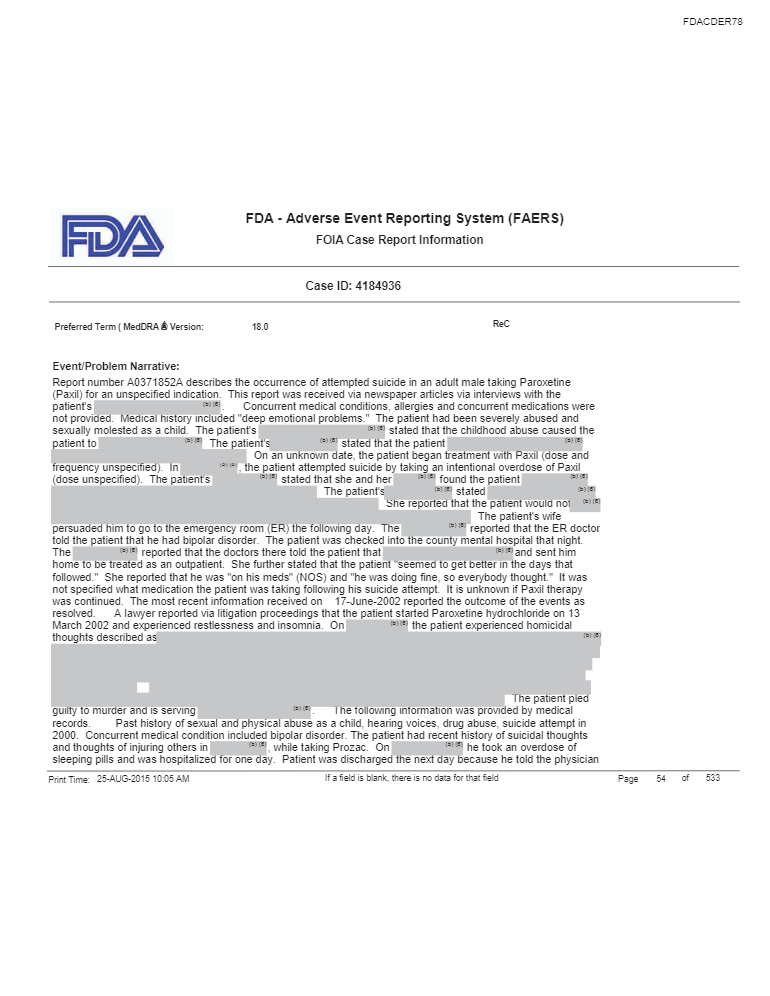 FDACDER78
FDA
FDA - Adverse Event Reporting System (FAERS)
FOIA Case Report Information
Case ID: 4184936
Preferred Term ( MedDRA ® Version: 18.0 ReC
Event/Problem Narrative:
Report number A0371852A describes the occurrence of attempted suicide in an adult male taking Paroxetine
(Paxil) for an unspecified indication. This report was received via newspaper articles via interviews with the
patient's (b) (6). Concurrent medical conditions, allergies and concurrent medications were
not provided. Medical history included "deep emotional problems." The patient had been severely abused and
sexually molested as a child. The patient's (b) (6) stated that the childhood abuse caused the
patient to (b) (6) The patient's (b) (6) stated that the patient (b) (6)
On an unknown date, the patient began treatment with Paxil (dose and
frequency unspecified). In (b) (6), the patient attempted suicide by taking an intentional overdose of Paxil
(dose unspecified). The patient's (b) (6) stated that she and her (b) (6) found the patient (b) (6)
The patient's (b) (6) stated (b) (6)
She reported that the patient would not (b) (6)
The patient's wife
persuaded him to go to the emergency room (ER) the following day. The (b) (6) reported that the ER doctor
told the patient that he had bipolar disorder. The patient was checked into the county mental hospital that night.
The (b) (6) reported that the doctors there told the patient that (b) (6) and sent him
home to be treated as an outpatient. She further stated that the patient "seemed to get better in the days that
followed." She reported that he was "on his meds" (NOS) and "he was doing fine, so everybody thought." It was
not specified what medication the patient was taking following his suicide attempt. It is unknown if Paxil therapy
was continued. The most recent information received on 17-June-2002 reported the outcome of the events as
resolved. A lawyer reported via litigation proceedings that the patient started Paroxetine hydrochloride on 13
March 2002 and experienced restlessness and insomnia. On (b) (6) the patient experienced homicidal
thoughts described as (b) (6)
The patient pled
guilty to murder and is serving (b) (6). The following information was provided by medical
records. Past history of sexual and physical abuse as a child, hearing voices, drug abuse, suicide attempt in
2000. Concurrent medical condition included bipolar disorder. The patient had recent history of suicidal thoughts
and thoughts of injuring others in (b) (6), while taking Prozac. On (b) (6) he took an overdose of
sleeping pills and was hospitalized for one day. Patient was discharged the next day because he told the physician
Print Time: 25-AUG-2015 10:05 AM If a field is blank, there is no data for that field Page 54 of 533